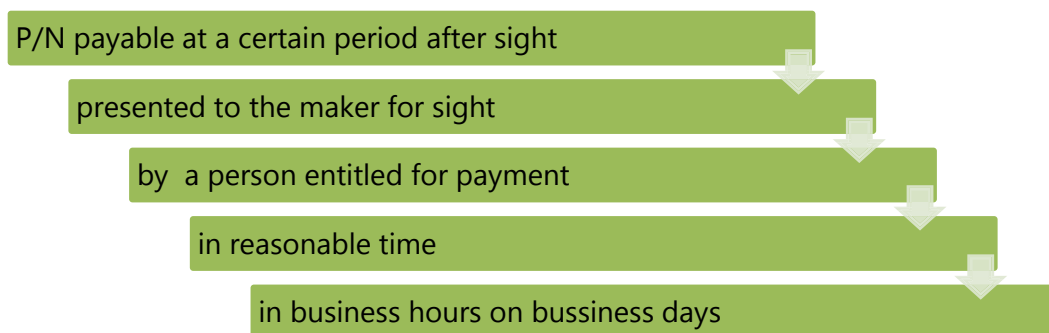 P/N payable at a certain period after sight
presented to the maker for sight
by a person entitled for payment
in reasonable time
in business hours on bussiness days